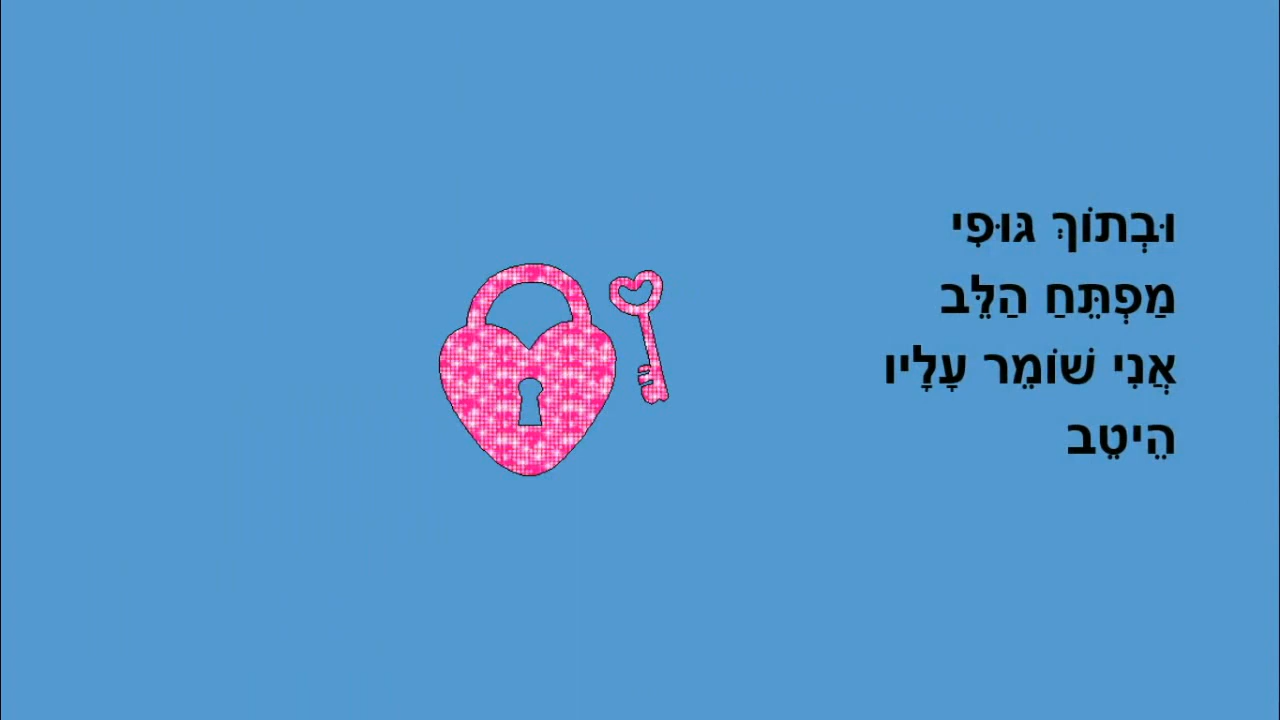 וּבְתוֹךְ גּוּפִי
מַפְתֵּחַ הַלֵּב
אֲנִי שׁוֹמֵר עָלָיו
הֵיטֵב